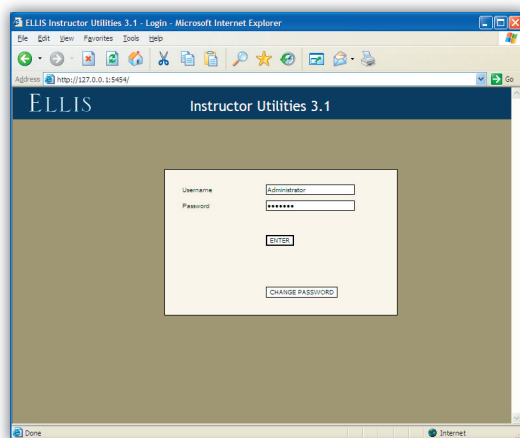 ELLIS Instructor Utilities 3.1 - Login - Microsoft Internet Explorer
File Edit View Favorites Tools Help
Address http://127.0.0.1:5454/ Go
ELLIS Instructor Utilities 3.1
Username Administrator
Password •••••••
ENTER
CHANGE PASSWORD
Done Internet